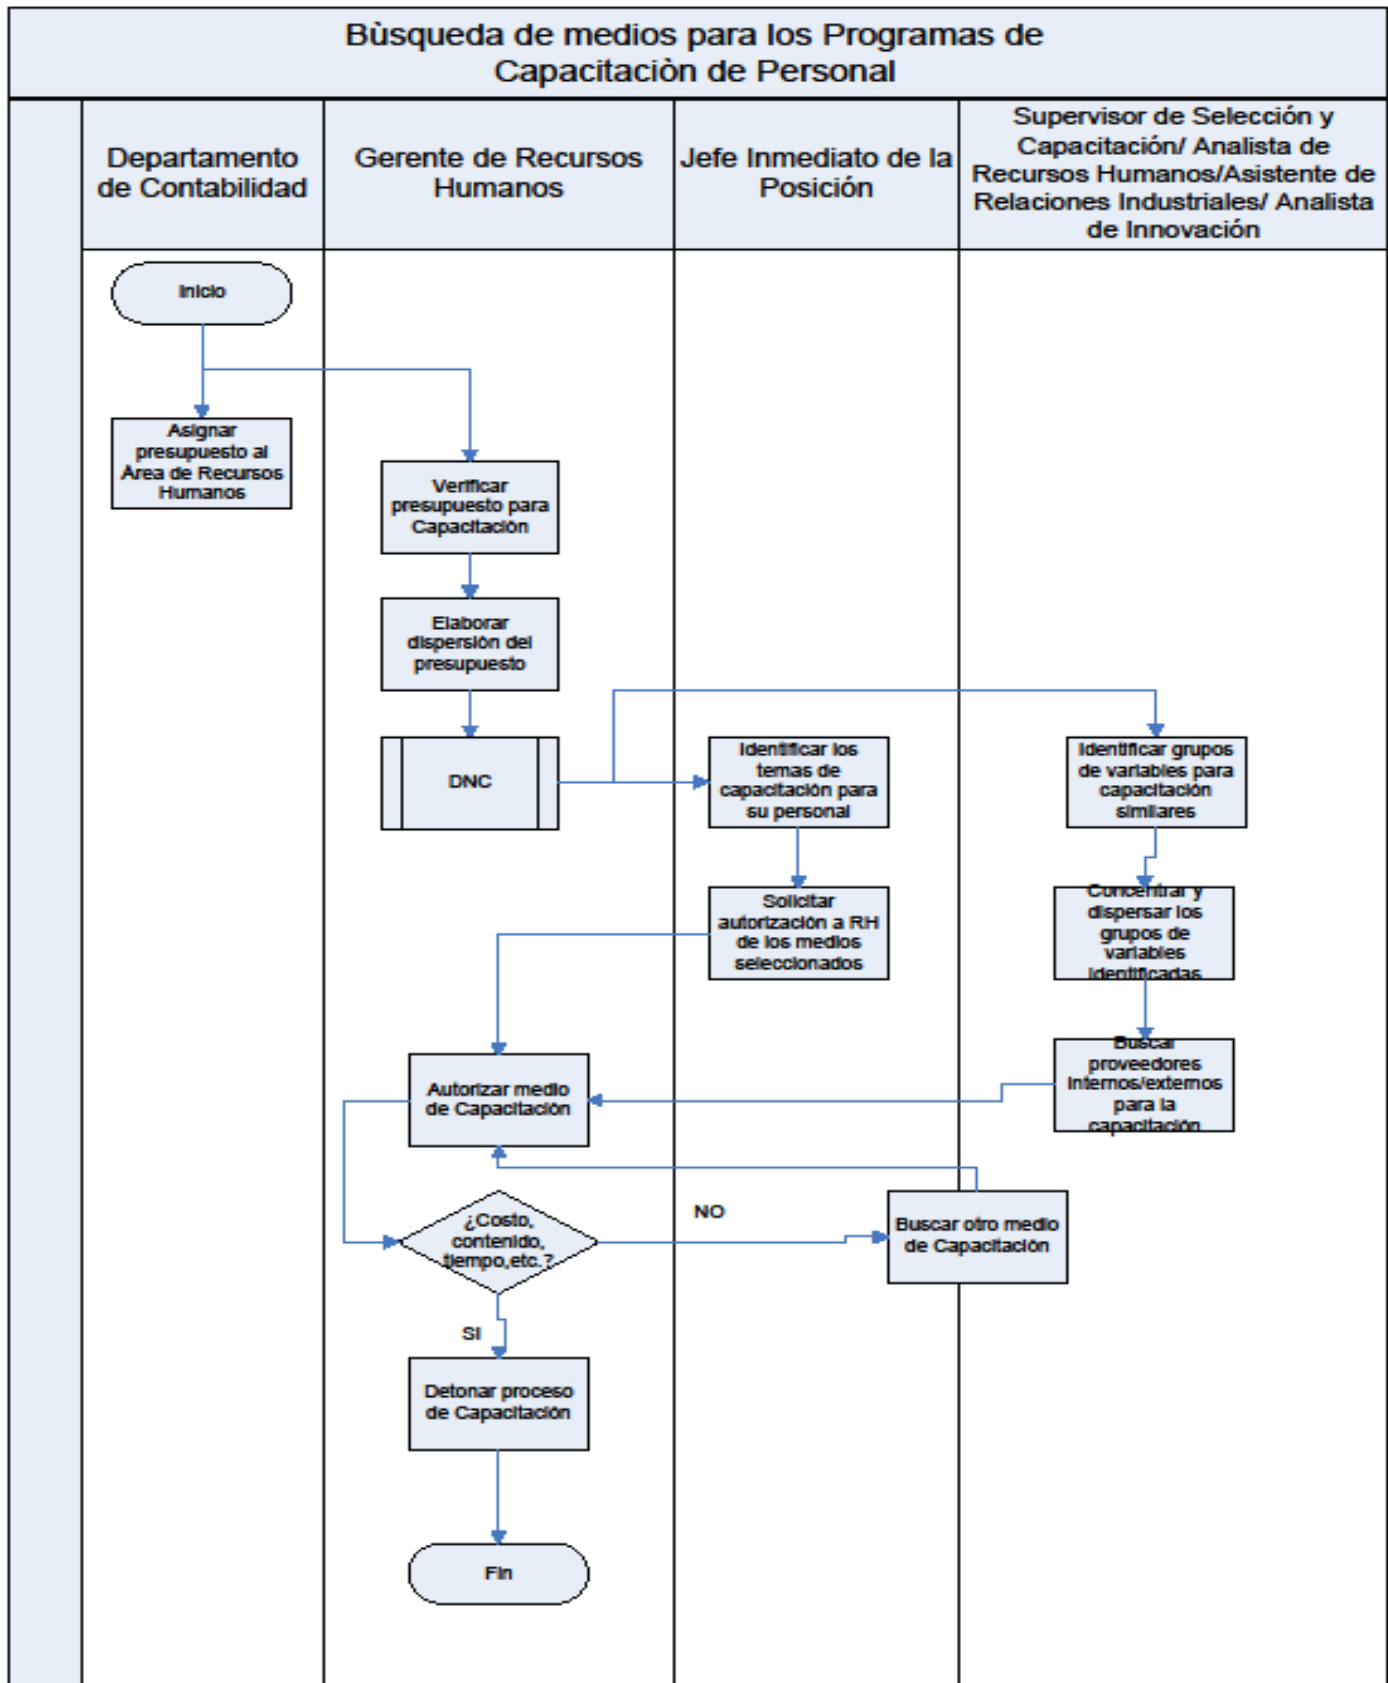 Bùsqueda de medios para los Programas de
Capacitaciòn de Personal
Departamento
de Contabilidad
Gerente de Recursos
Humanos
Jefe Inmediato de la
Posición
Supervisor de Selección y
Capacitación/ Analista de
Recursos Humanos/Asistente de
Relaciones Industriales/ Analista
de Innovación
Inicio
Asignar
presupuesto al
Área de Recursos
Humanos
Verificar
presupuesto para
Capacitación
Elaborar
dispersión del
presupuesto
DNC
Identificar los
temas de
capacitación para
su personal
Identificar grupos
de variables para
capacitación
similares
Solicitar
autorización a RH
de los medios
seleccionados
Concentrar y
dispersar los
grupos de
variables
identificadas
Autorizar medio
de Capacitación
Buscar
proveedores
internos/externos
para la
capacitación
¿Costo,
contenido,
tiempo,etc.?
NO
Buscar otro medio
de Capacitación
SI
Detonar proceso
de Capacitación
Fin